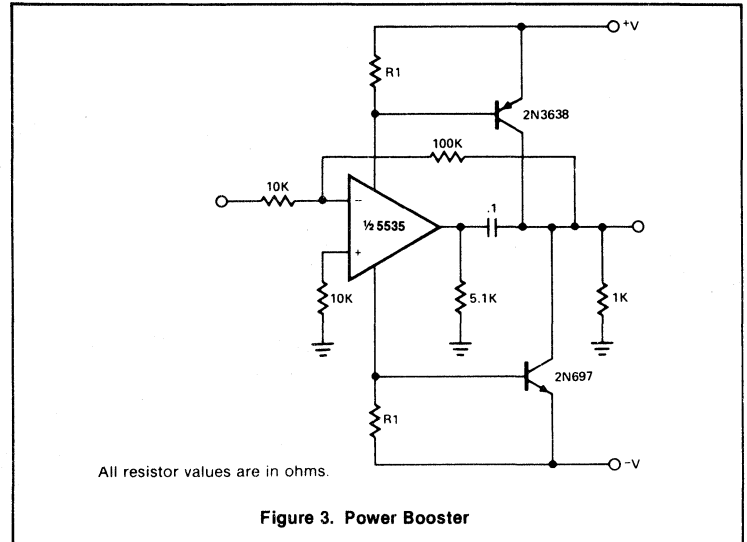 +V
R1
2N3638
100K
10K
.1
−
½ 5535
+
10K
5.1K
1K
2N697
R1
−V
All resistor values are in ohms.
Figure 3. Power Booster